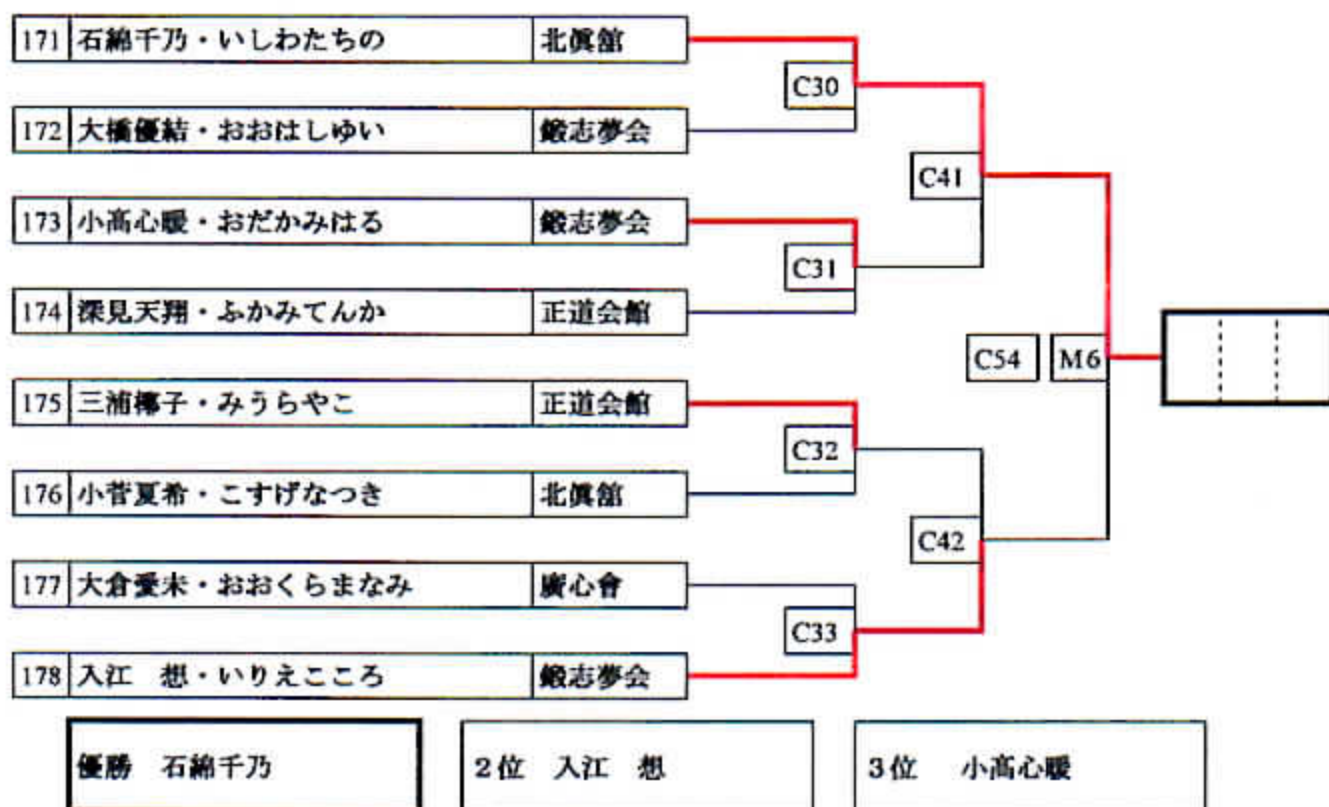 171 石綿千乃・いしわたちの 北眞舘
C30
172 大橋優結・おおはしゆい 鍛志夢会
C41
173 小髙心暖・おだかみはる 鍛志夢会
C31
174 深見天翔・ふかみてんか 正道会館
C54 M6
175 三浦椰子・みうらやこ 正道会館
C32
176 小菅夏希・こすげなつき 北眞舘
C42
177 大倉愛未・おおくらまなみ 廣心會
C33
178 入江 想・いりえこころ 鍛志夢会
優勝 石綿千乃 2位 入江 想 3位 小髙心暖